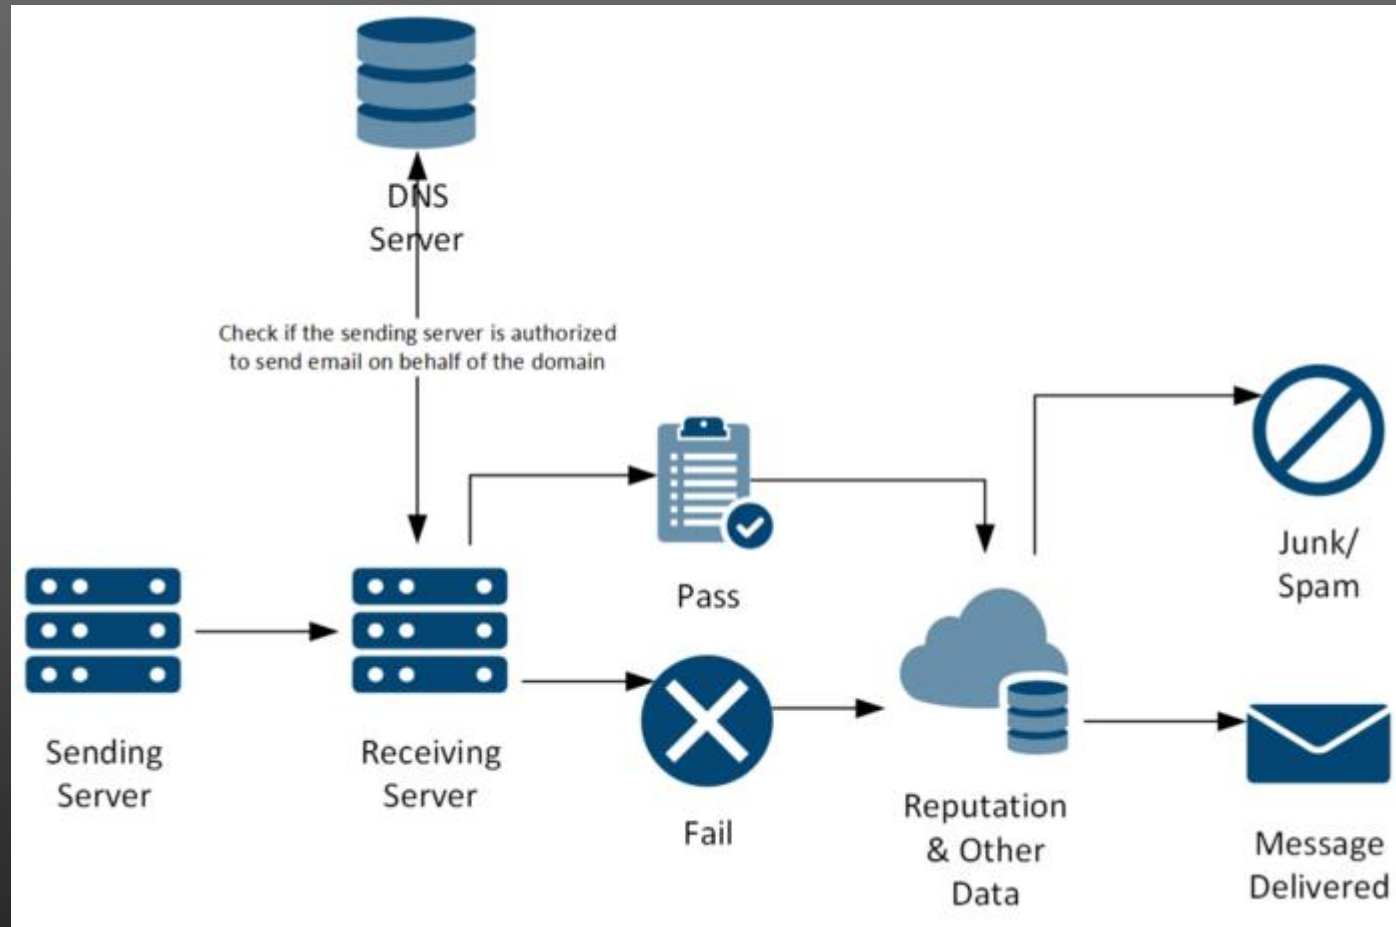 DNS
Server
Check if the sending server is authorized
to send email on behalf of the domain
Pass
Junk/
Spam
Sending
Server
Receiving
Server
Fail
Reputation
& Other
Data
Message
Delivered